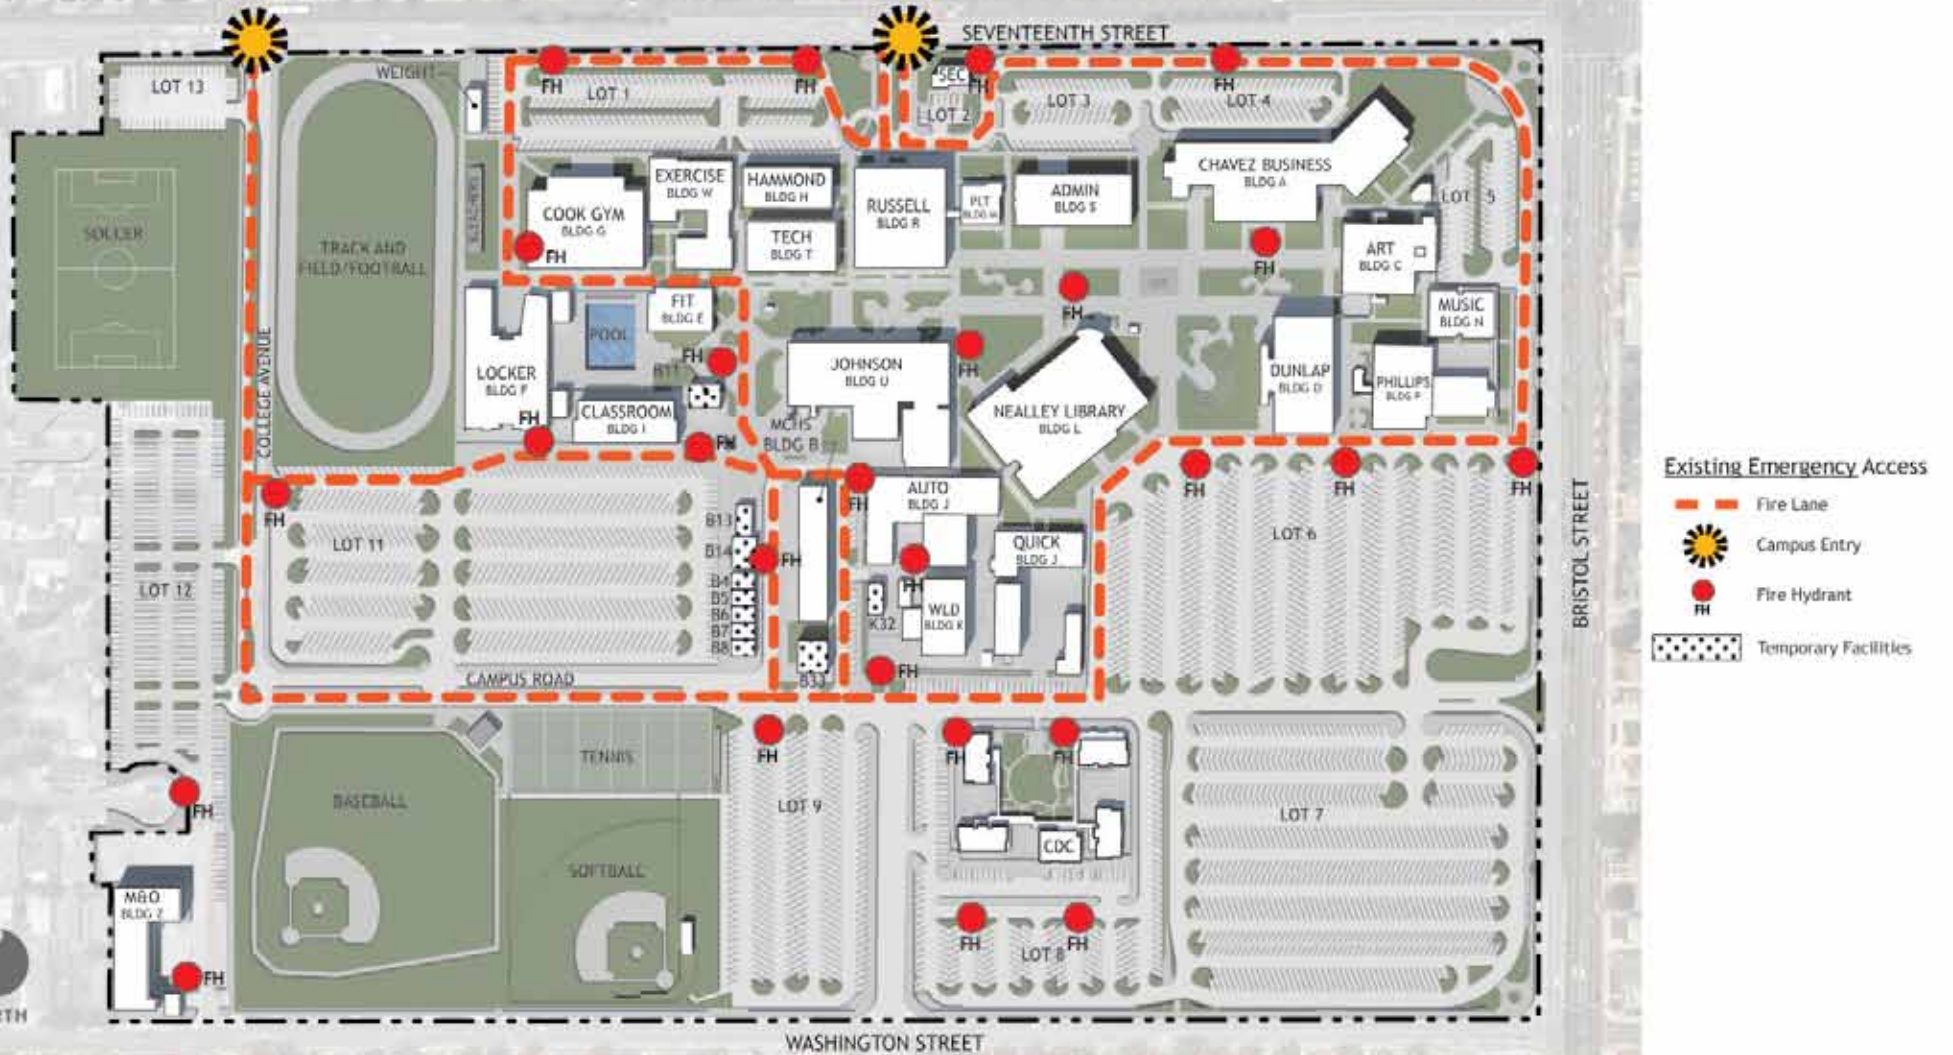 SEVENTEENTH STREET
WEIGHT
LOT 13
FH
FH
LOT 1
SEC
FH
LOT 2
LOT 3
FH
LOT 4
EXERCISE
BLDG W
HAMMOND
BLDG H
CHAVEZ BUSINESS
BLDG A
COOK GYM
BLDG G
RUSSELL
BLDG R
PLT
BLDG M
ADMIN
BLDG S
LOT 5
BLEACHERS
SOCCER
TRACK AND
FIELD/FOOTBALL
TECH
BLDG T
FH
FH
ART
BLDG C
FIT
BLDG E
FH
MUSIC
BLDG N
POOL
COLLEGE AVENUE
LOCKER
BLDG F
FH
B17
JOHNSON
BLDG U
FH
DUNLAP
BLDG D
PHILLIPS
BLDG P
FH
CLASSROOM
BLDG I
FH
MCHS
BLDG B
NEALLEY LIBRARY
BLDG L
FH
FH
FH
FH
FH
AUTO
BLDG J
LOT 11
B13
B14
FH
B4
B5
B6
B7
B8
QUICK
BLDG J
FH
LOT 6
LOT 12
K32
WLD
BLDG K
BRISTOL STREET
CAMPUS ROAD
B33
FH
TENNIS
FH
FH
FH
BASEBALL
FH
LOT 9
LOT 7
CDC
SOFTBALL
M&O
BLDG Z
FH
FH
LOT 8
FH
RTH
WASHINGTON STREET
Existing Emergency Access
Fire Lane
Campus Entry
FH
Fire Hydrant
Temporary Facilities